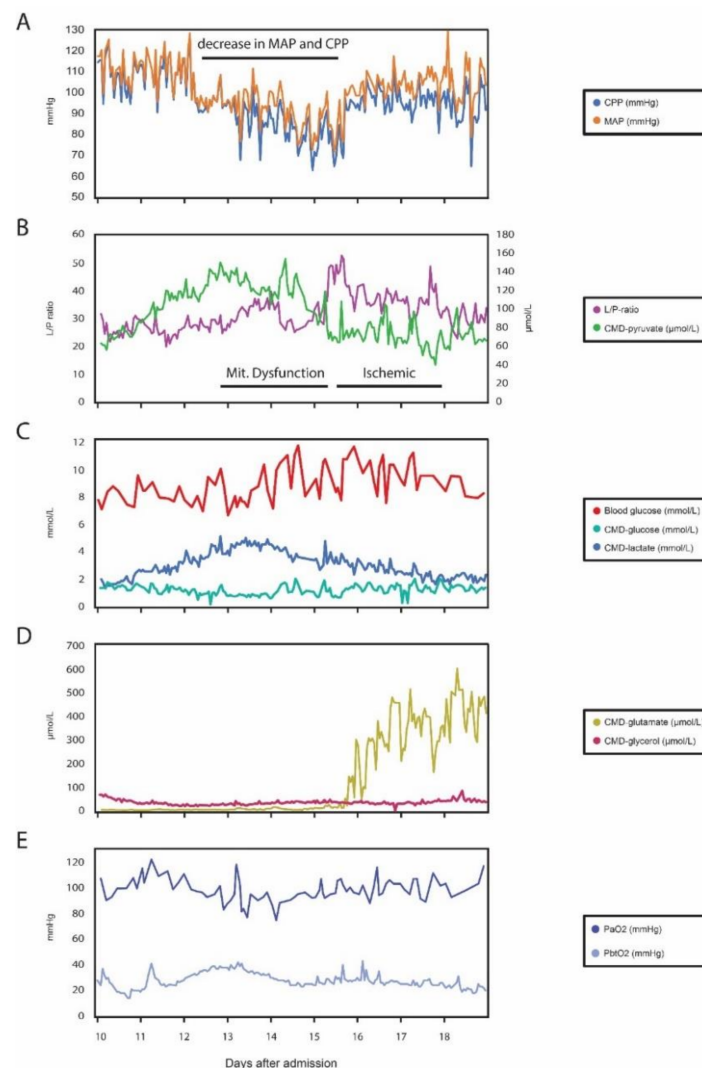 A
decrease in MAP and CPP
130
120
110
100
90
80
70
60
50
mmHg
CPP (mmHg)
MAP (mmHg)
B
60
50
40
30
20
10
0
L/P-ratio
180
160
140
120
100
80
60
40
20
0
μmol/L
Mit. Dysfunction
Ischemic
L/P-ratio
CMD-pyruvate (μmol/L)
C
12
10
8
6
4
2
0
mmol/L
Blood glucose (mmol/L)
CMD-glucose (mmol/L)
CMD-lactate (mmol/L)
D
700
600
500
400
300
200
100
0
μmol/L
CMD-glutamate (μmol/L)
CMD-glycerol (μmol/L)
E
120
100
80
60
40
20
0
mmHg
PaO2 (mmHg)
PbtO2 (mmHg)
10 11 12 13 14 15 16 17 18
Days after admission